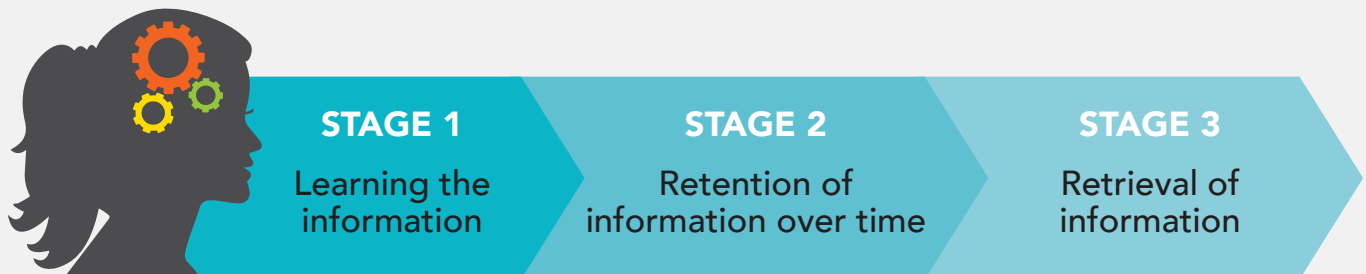 STAGE 1
Learning the
information
STAGE 2
Retention of
information over time
STAGE 3
Retrieval of
information